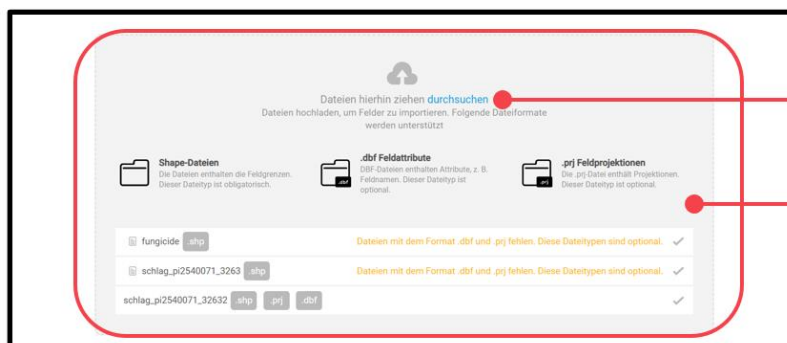 Dateien hierhin ziehen durchsuchen
Dateien hochladen, um Felder zu importieren. Folgende Dateiformate
werden unterstützt
Shape-Dateien
Die Dateien enthalten die Feldgrenzen.
Dieser Dateityp ist obligatorisch.
.dbf
.dbf Feldattribute
DBF-Dateien enthalten Attribute, z. B.
Feldnamen. Dieser Dateityp ist
optional.
.prj
.prj Feldprojektionen
Die .prj-Datei enthält Projektionen.
Dieser Dateityp ist optional.
fungicide .shp Dateien mit dem Format .dbf und .prj fehlen. Diese Dateitypen sind optional.
schlag_pi2540071_3263 .shp Dateien mit dem Format .dbf und .prj fehlen. Diese Dateitypen sind optional.
schlag_pi2540071_32632 .shp .prj .dbf